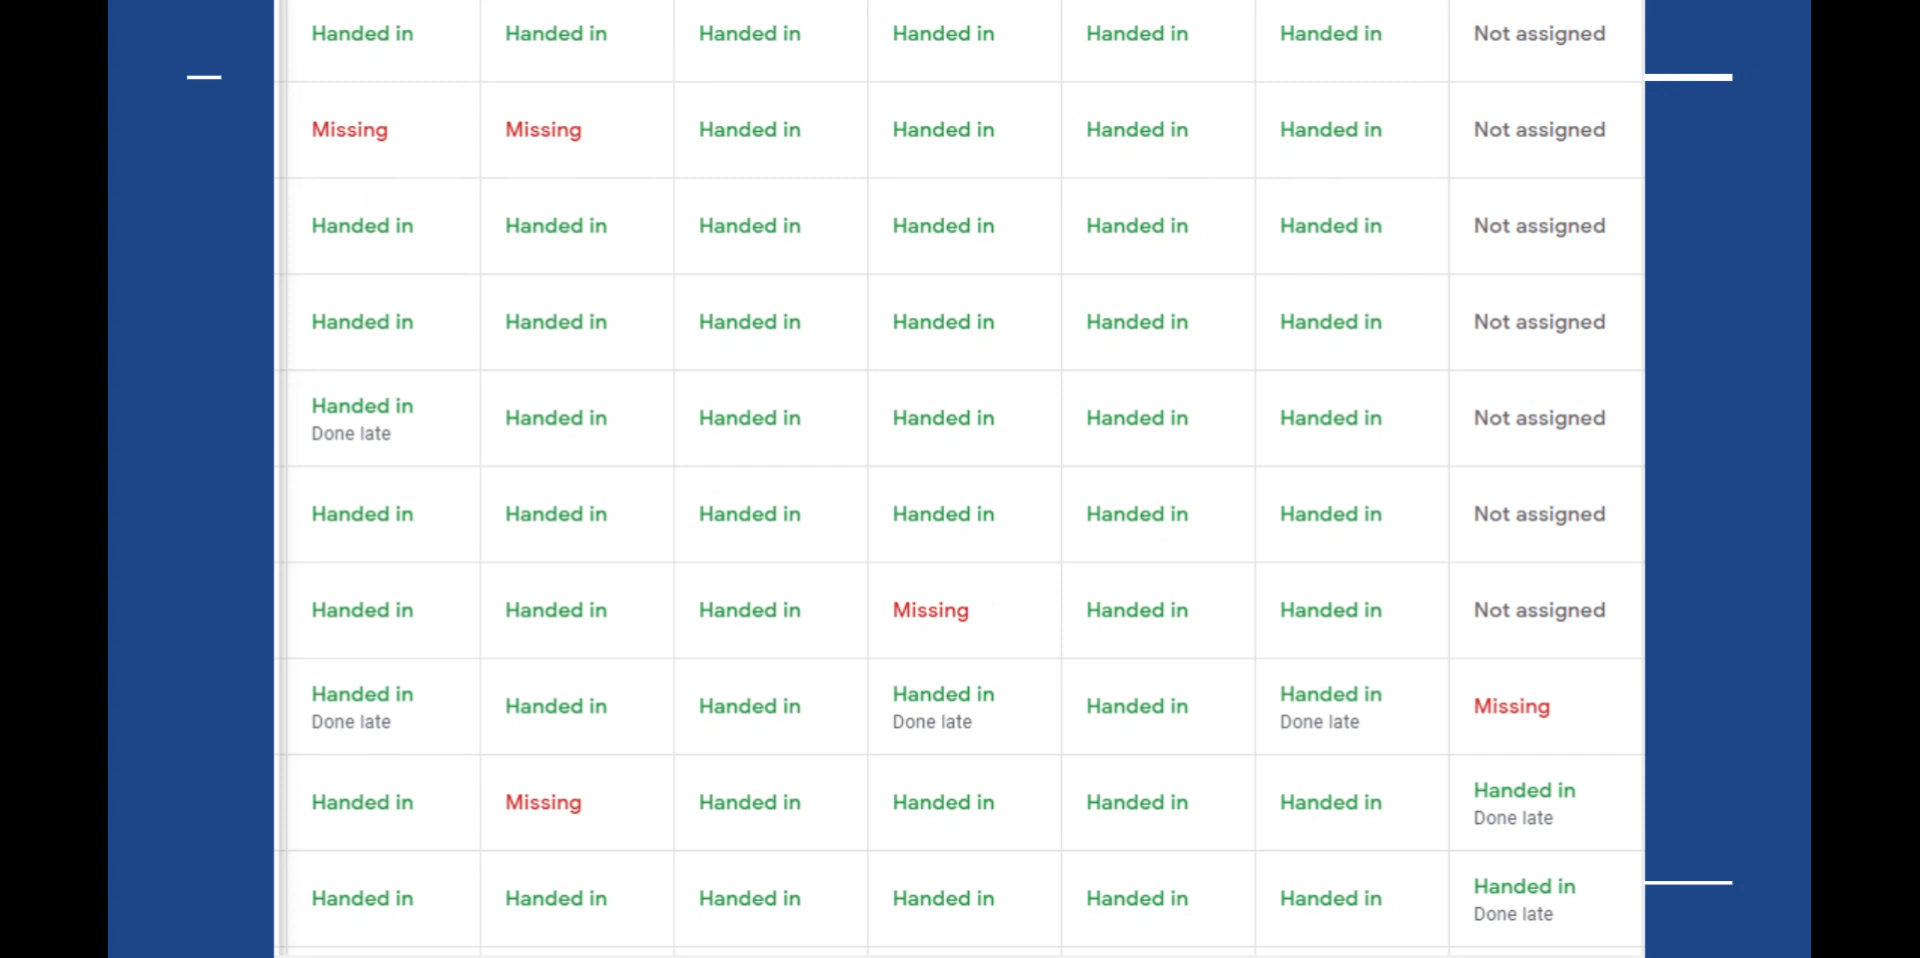 Handed in Handed in Handed in Handed in Handed in Handed in Not assigned
Missing Missing Handed in Handed in Handed in Handed in Not assigned
Handed in Handed in Handed in Handed in Handed in Handed in Not assigned
Handed in Handed in Handed in Handed in Handed in Handed in Not assigned
Handed in Handed in Handed in Handed in Handed in Handed in Not assigned
Done late
Handed in Handed in Handed in Handed in Handed in Handed in Not assigned
Handed in Handed in Handed in Missing Handed in Handed in Not assigned
Handed in Handed in Handed in Handed in Handed in Handed in Missing
Done late Done late Done late
Handed in Missing Handed in Handed in Handed in Handed in Handed in
Done late
Handed in Handed in Handed in Handed in Handed in Handed in Handed in
Done late